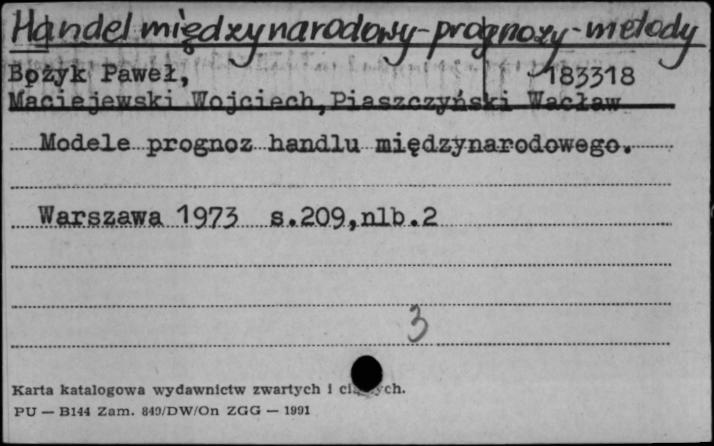 Handel międzynarodowy-prognozy-metody
Bożyk Paweł, 183318
Maciejewski Wojciech, Piaszczyński Wacław
Modele prognoz handlu międzynarodowego.
Warszawa 1973 s.209,nlb.2
3
Karta katalogowa wydawnictw zwartych i
PU — B144 Zam. 849/DW/On ZGG — 1991